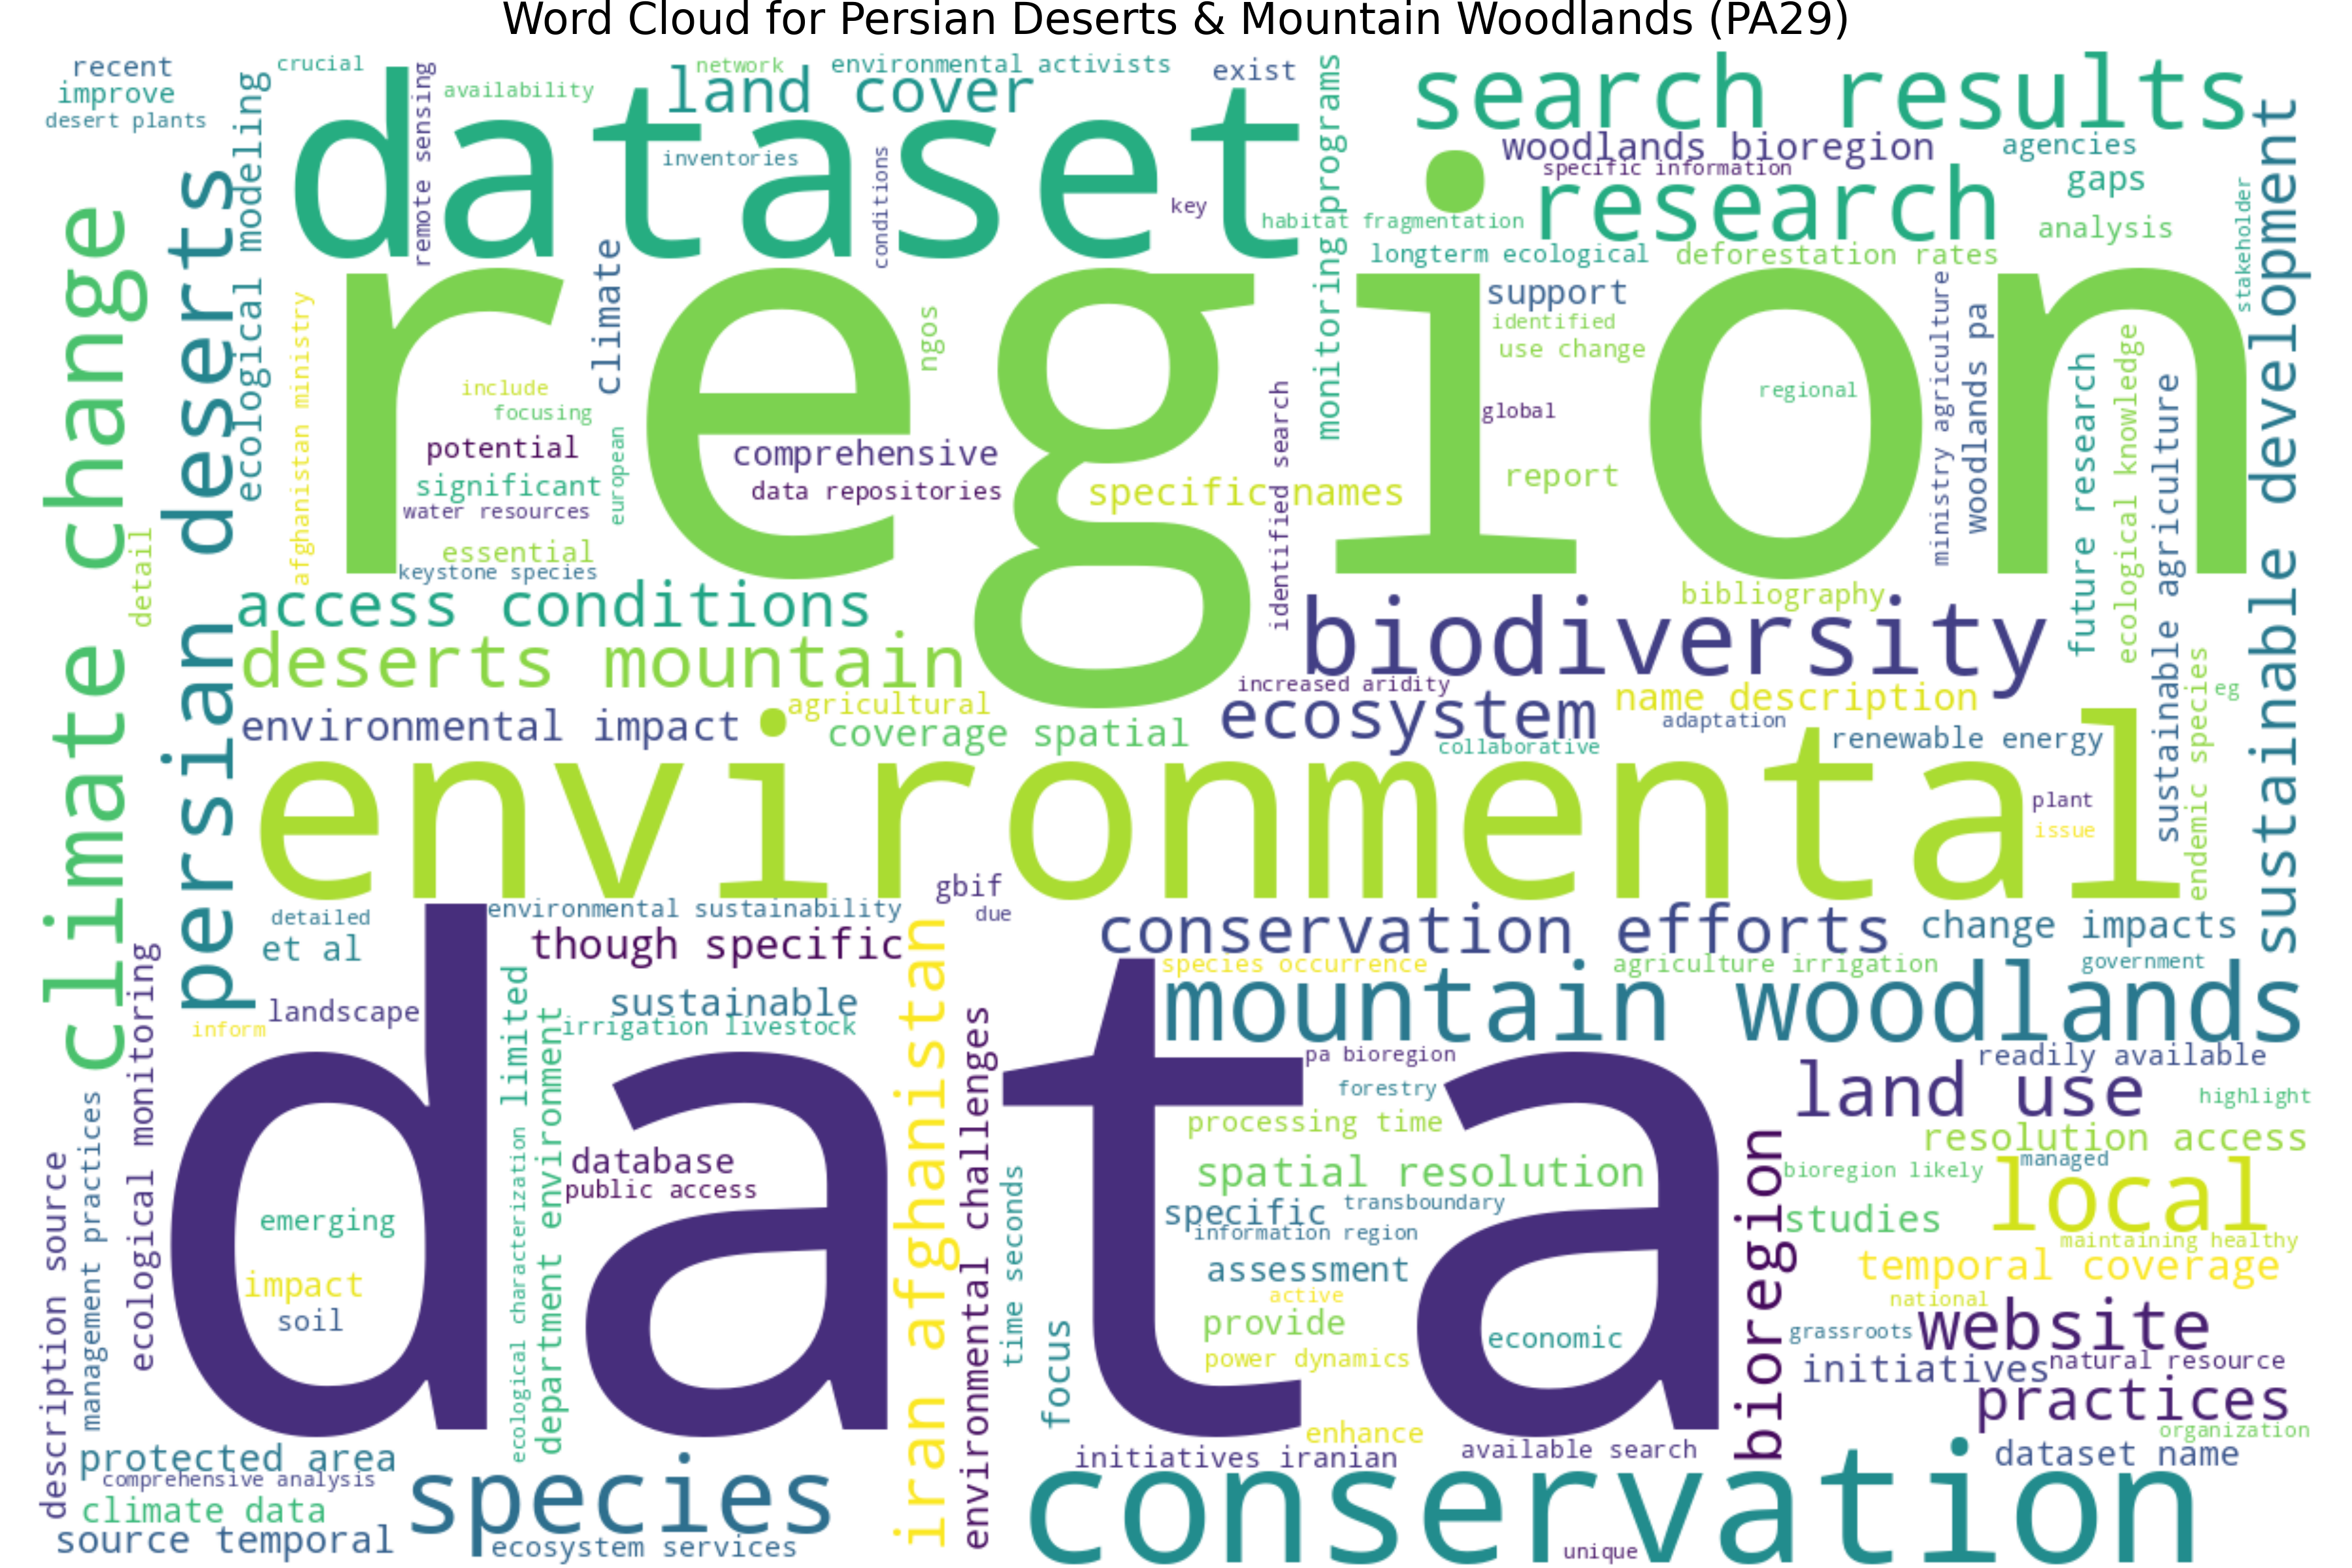 Word Cloud for Persian Deserts & Mountain Woodlands (PA29)
recent
improve
desert plants
crucial
availability
network
environmental activists
exist
land cover
search results
dataset
remote sensing
inventories
conditions
key
monitoring programs
woodlands bioregion
specific information
research
agencies
gaps
analysis
stakeholder
habitat fragmentation
longterm ecological
deforestation rates
climate change
persian deserts
ecological modeling
sustainable development
region
afghanistan ministry
climate
ngos
support
identified
use change
global
regional
ministry agriculture
woodlands pa
future research
ecological knowledge
sustainable agriculture
include
focusing
potential
significant
water resources
european
essential
keystone species
comprehensive
data repositories
specific names
identified search
report
detail
access conditions
deserts mountain
environmental impact
agricultural
coverage spatial
bibliography
biodiversity
increased aridity
ecosystem
name description
adaptation
collaborative
renewable energy
endemic species
eg
environmental
plant
issue
gbif
due
detailed
et al
environmental sustainability
though specific
conservation efforts
change impacts
species occurrence
agriculture irrigation
government
mountain woodlands
landscape
inform
sustainable
irrigation livestock
ecological monitoring
limited
department environment
ecological characterization
iran afghanistan
environmental challenges
time seconds
data
pa bioregion
forestry
processing time
readily available
land use
highlight
resolution access
database
public access
spatial resolution
specific
transboundary
information region
bioregion
bioregion likely
managed
local
studies
maintaining healthy
temporal coverage
description source
management practices
emerging
impact
soil
assessment
active
provide
power dynamics
economic
focus
national
grassroots
website
initiatives
natural resource
practices
organization
protected area
comprehensive analysis
climate data
source temporal
species
ecosystem services
enhance
initiatives iranian
available search
dataset name
conservation
unique